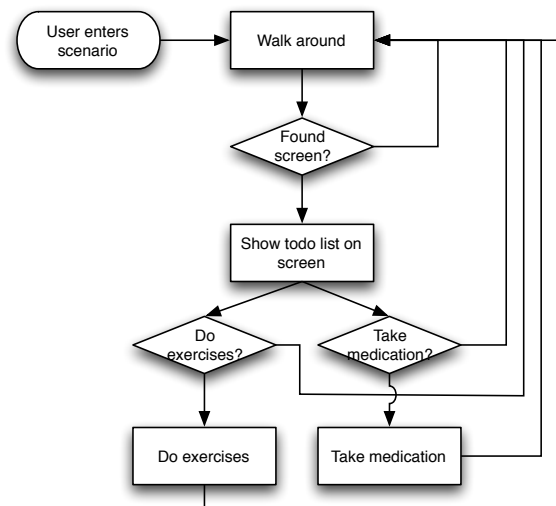 User enters
scenario
Walk around
Found
screen?
Show todo list on
screen
Do
exercises?
Take
medication?
Do exercises
Take medication